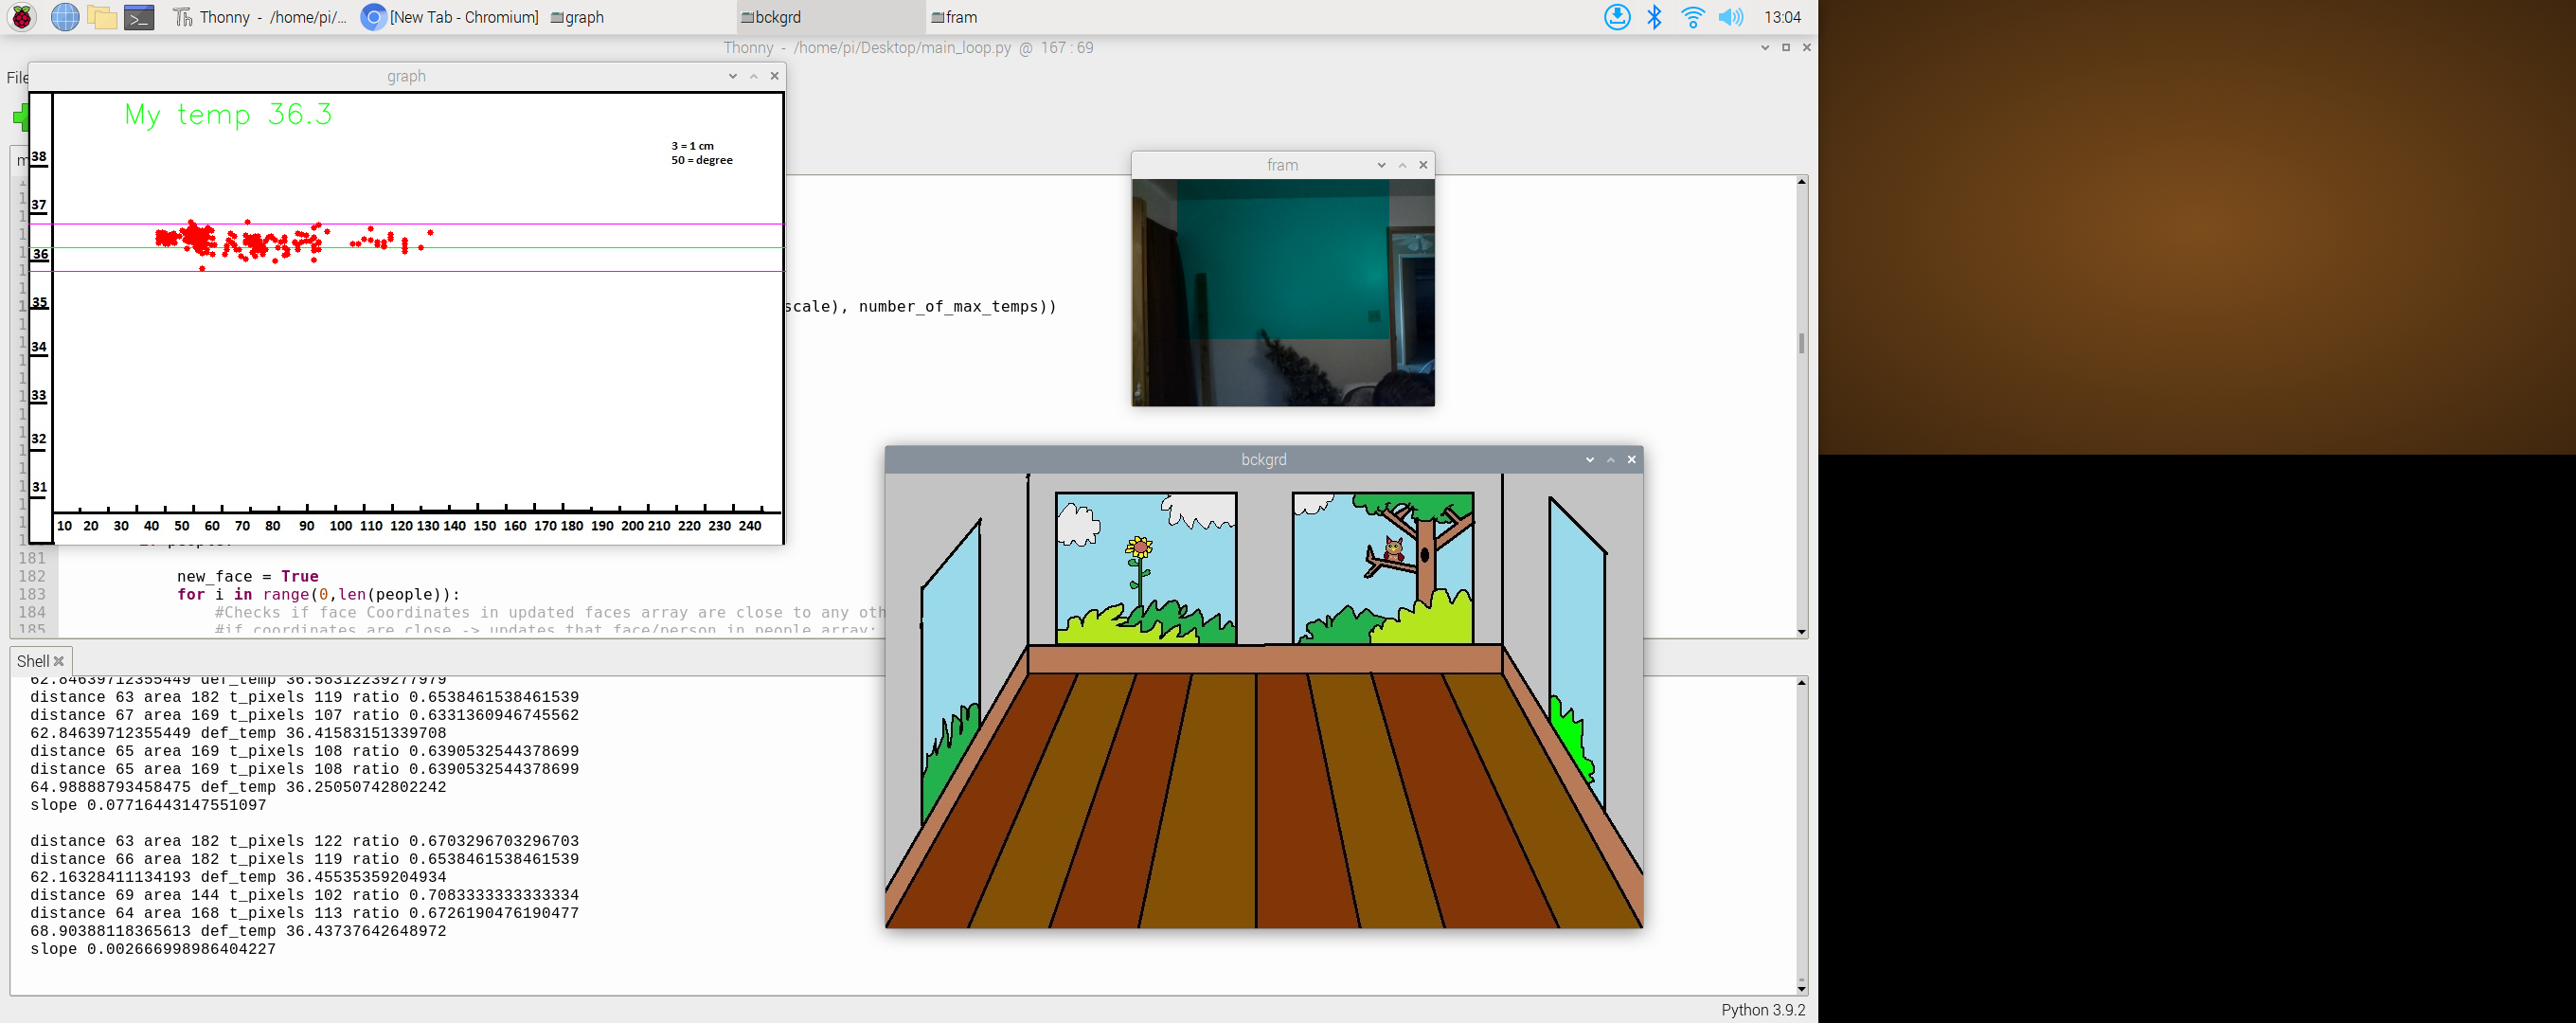 Thonny - /home/pi/...
[New Tab - Chromium]
graph
bckgrd
fram
13:04
Thonny - /home/pi/Desktop/main_loop.py @ 167 : 69
File
graph
My temp 36.3
3 = 1 cm
50 = degree
38
37
36
35
34
33
32
31
10 20 30 40 50 60 70 80 90 100 110 120 130 140 150 160 170 180 190 200 210 220 230 240
scale), number_of_max_temps))
fram
bckgrd
181
182 new_face = True
183 for i in range(0,len(people)):
184 #Checks if face Coordinates in updated faces array are close to any oth
185 #if coordinates are close -> updates that face/person in people array;
Shell
62.84639712355449 def_temp 36.58312239277979
distance 63 area 182 t_pixels 119 ratio 0.6538461538461539
distance 67 area 169 t_pixels 107 ratio 0.6331360946745562
62.84639712355449 def_temp 36.41583151339708
distance 65 area 169 t_pixels 108 ratio 0.6390532544378699
distance 65 area 169 t_pixels 108 ratio 0.6390532544378699
64.98888793458475 def_temp 36.25050742802242
slope 0.07716443147551097
distance 63 area 182 t_pixels 122 ratio 0.6703296703296703
distance 66 area 182 t_pixels 119 ratio 0.6538461538461539
62.16328411134193 def_temp 36.45535359204934
distance 69 area 144 t_pixels 102 ratio 0.7083333333333334
distance 64 area 168 t_pixels 113 ratio 0.6726190476190477
68.90388118365613 def_temp 36.43737642648972
slope 0.002666998986404227
Python 3.9.2